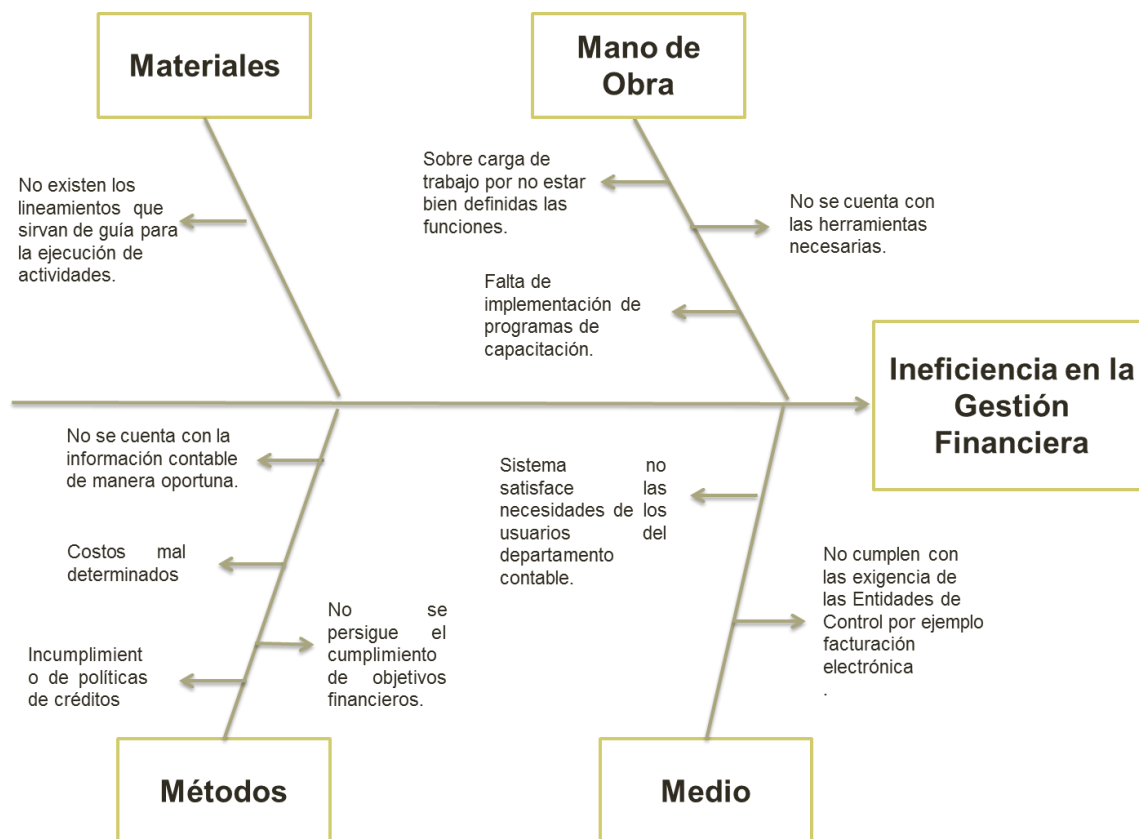 Materiales
Mano de
Obra
No existen los
lineamientos que
sirvan de guía para
la ejecución de
actividades.
Sobre carga de
trabajo por no estar
bien definidas las
funciones.
No se cuenta con
las herramientas
necesarias.
Falta de
implementación de
programas de
capacitación.
Ineficiencia en la
Gestión
Financiera
No se cuenta con la
información contable
de manera oportuna.
Costos mal
determinados
Incumplimient
o de políticas
de créditos
No se
persigue el
cumplimiento
de objetivos
financieros.
Sistema no
satisface las
necesidades de los
usuarios del
departamento
contable.
No cumplen con
las exigencia de
las Entidades de
Control por ejemplo
facturación
electrónica
.
Métodos
Medio